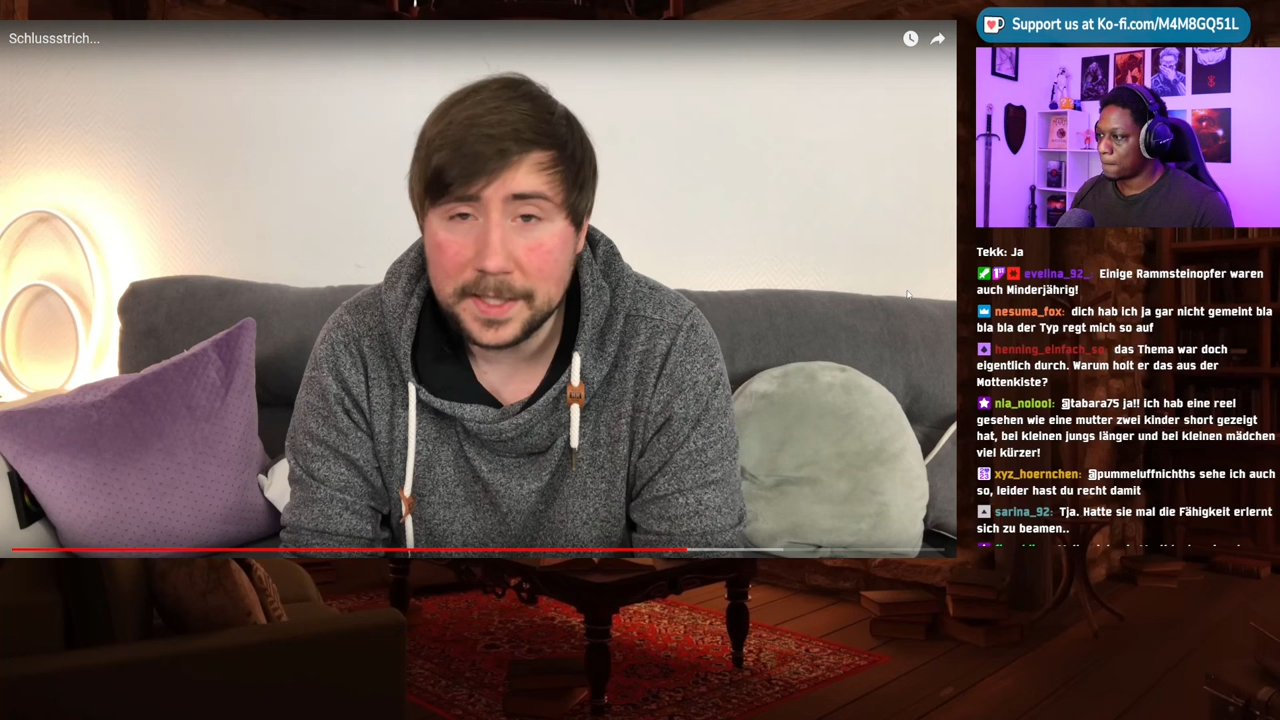 Schlussstrich...
Support us at Ko-fi.com/M4M8GQ51L
Tekk: Ja
evelina_92_: Einige Rammsteinopfer waren
auch Minderjährig!
nesuma_fox: dich hab ich ja gar nicht gemeint bla
bla bla bla der Typ regt mich so auf
henning_einfach_so: das Thema war doch
eigentlich durch. Warum holt er das aus der
Mottenkiste?
nia_nolool: @tabara75 ja!! ich hab eine reel
gesehen wie eine mutter zwei kinder short gezeigt
hat, bei kleinen jungs länger und bei kleinen mädchen
viel kürzer!
xyz_hoernchen: @pummeluffnichths sehe ich auch
so, leider hast du recht damit
sarina_92: Tja. Hatte sie mal die Fähigkeit erlernt
sich zu beamen..